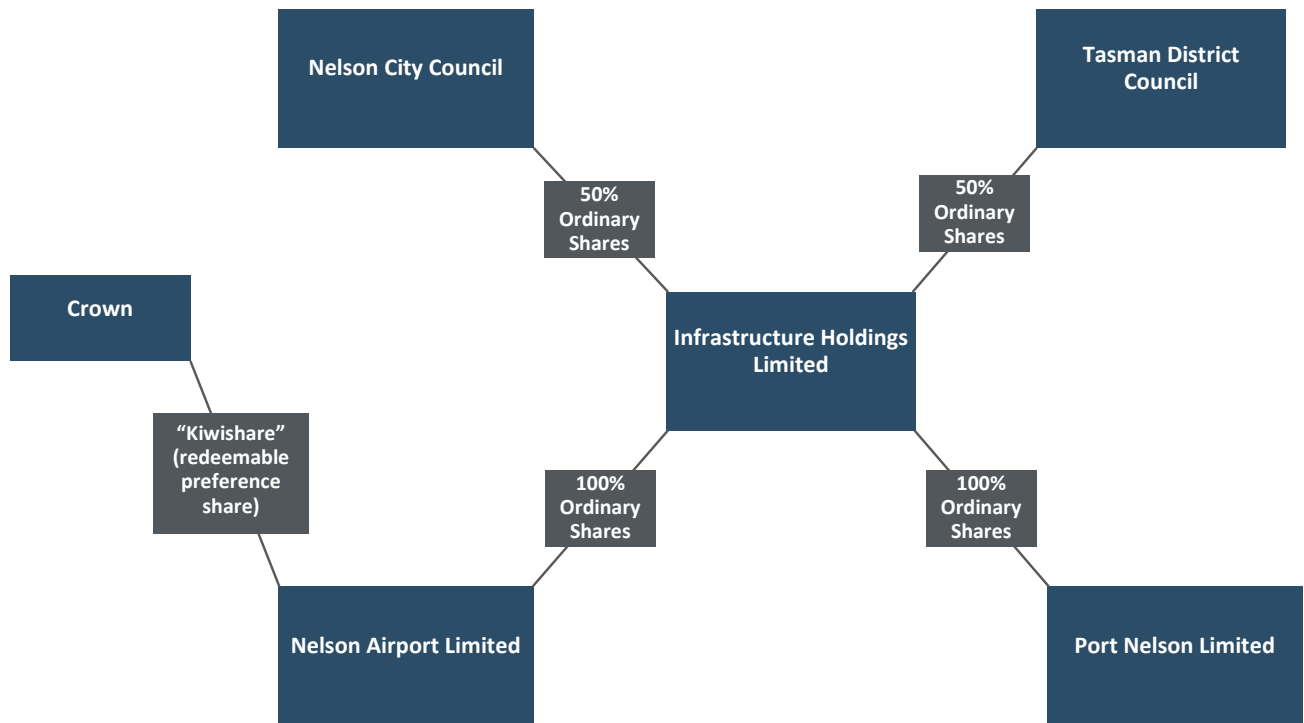 Nelson City Council
Tasman District
Council
50%
Ordinary
Shares
50%
Ordinary
Shares
Crown
Infrastructure Holdings
Limited
“Kiwishare”
(redeemable
preference
share)
100%
Ordinary
Shares
100%
Ordinary
Shares
Nelson Airport Limited
Port Nelson Limited